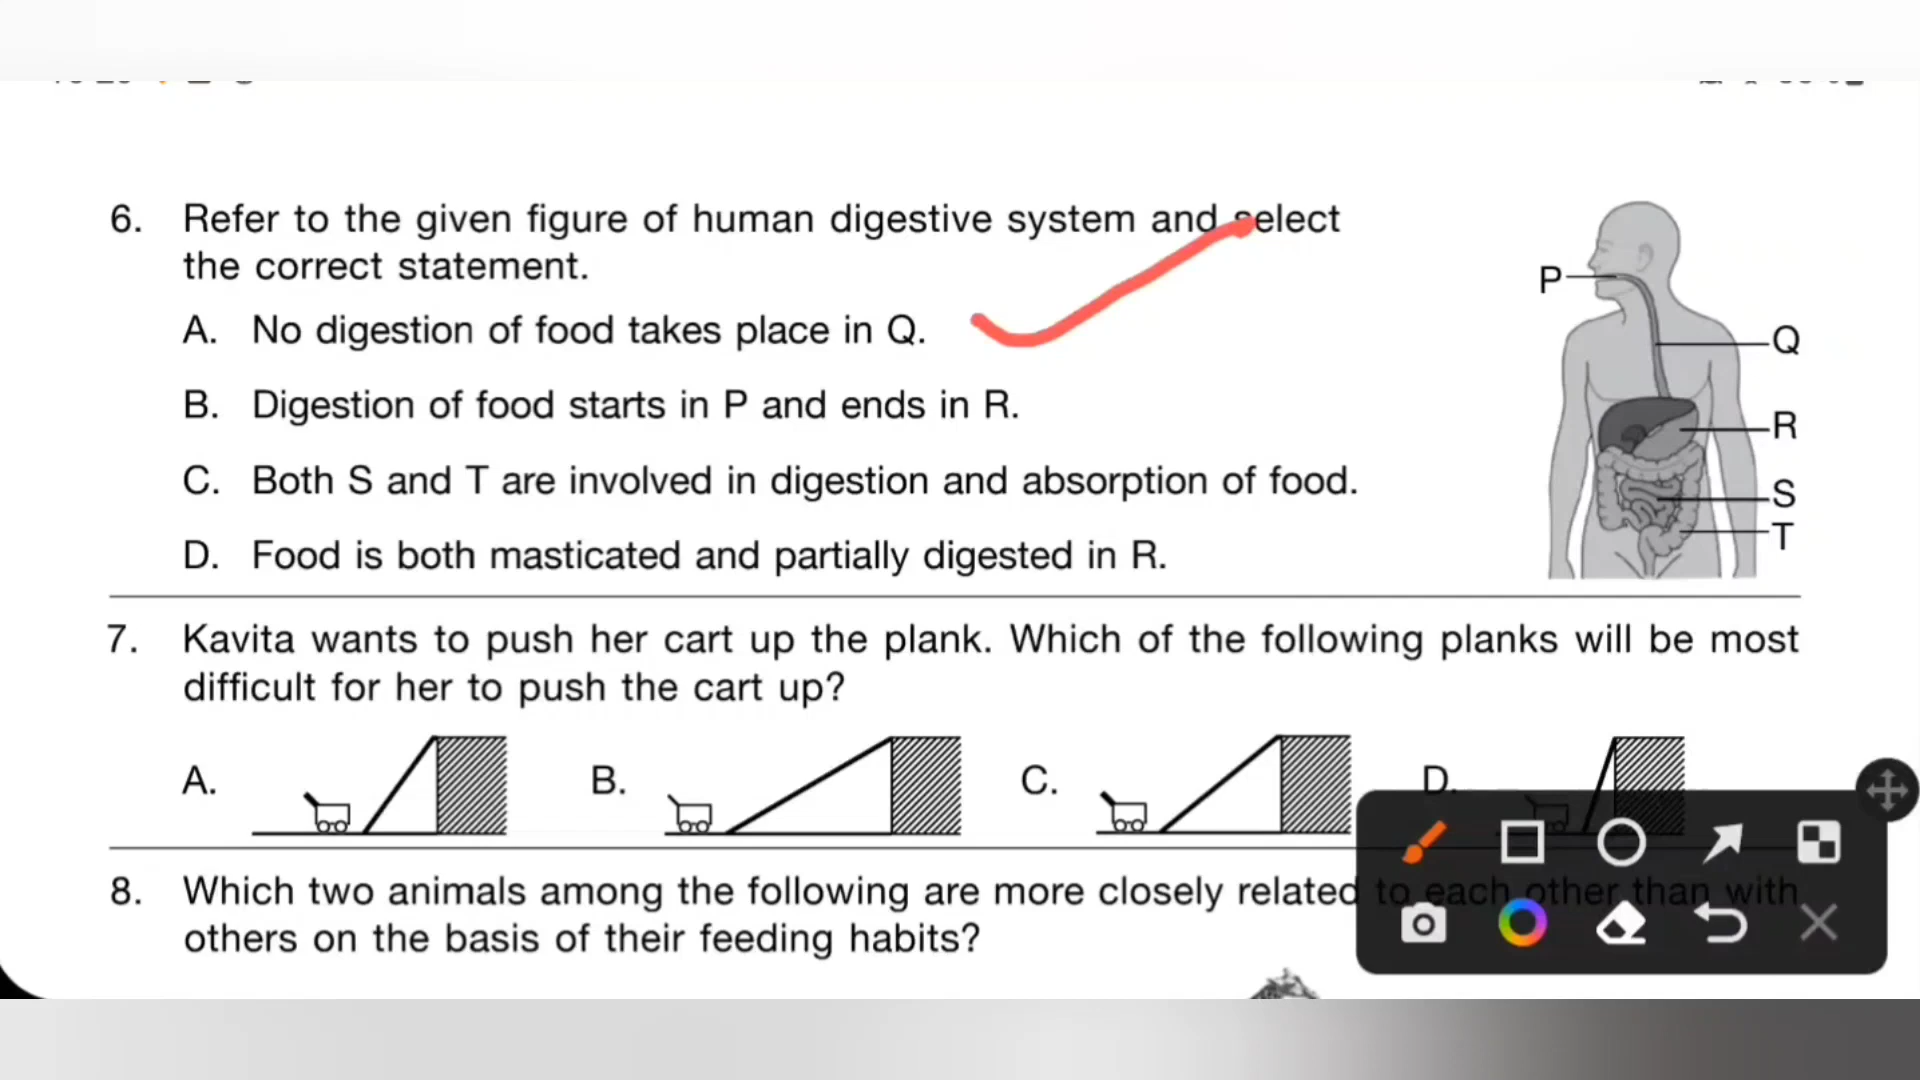 6. Refer to the given figure of human digestive system and select
the correct statement.
A. No digestion of food takes place in Q.
B. Digestion of food starts in P and ends in R.
C. Both S and T are involved in digestion and absorption of food.
D. Food is both masticated and partially digested in R.
P
Q
R
S
T
7. Kavita wants to push her cart up the plank. Which of the following planks will be most
difficult for her to push the cart up?
A. B. C. D.
8. Which two animals among the following are more closely related to each other than with
others on the basis of their feeding habits?